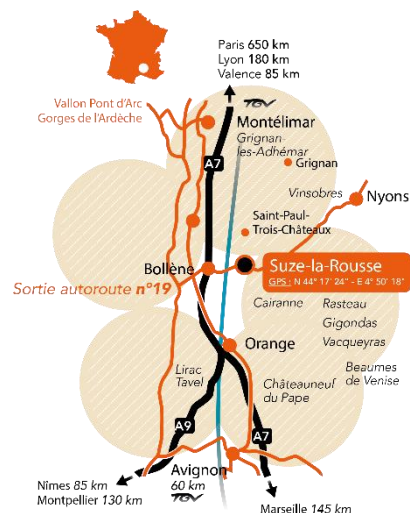 Paris 650 km
Lyon 180 km
Valence 85 km
TGV
Vallon Pont d'Arc
Gorges de l'Ardèche
Montélimar
Grignan-
les-Adhémar
Grignan
A7
Vinsobres
Nyons
Saint-Paul-
Trois-Châteaux
Bollène
Suze-la-Rousse
GPS : N 44° 17' 24" - E 4° 50' 18"
Sortie autoroute n°19
Cairanne
Rasteau
Gigondas
Vacqueyras
Orange
Beaumes
de Venise
Lirac
Tavel
Châteauneuf
du Pape
A9
A7
Avignon
60 km
TGV
Nîmes 85 km
Montpellier 130 km
Marseille 145 km